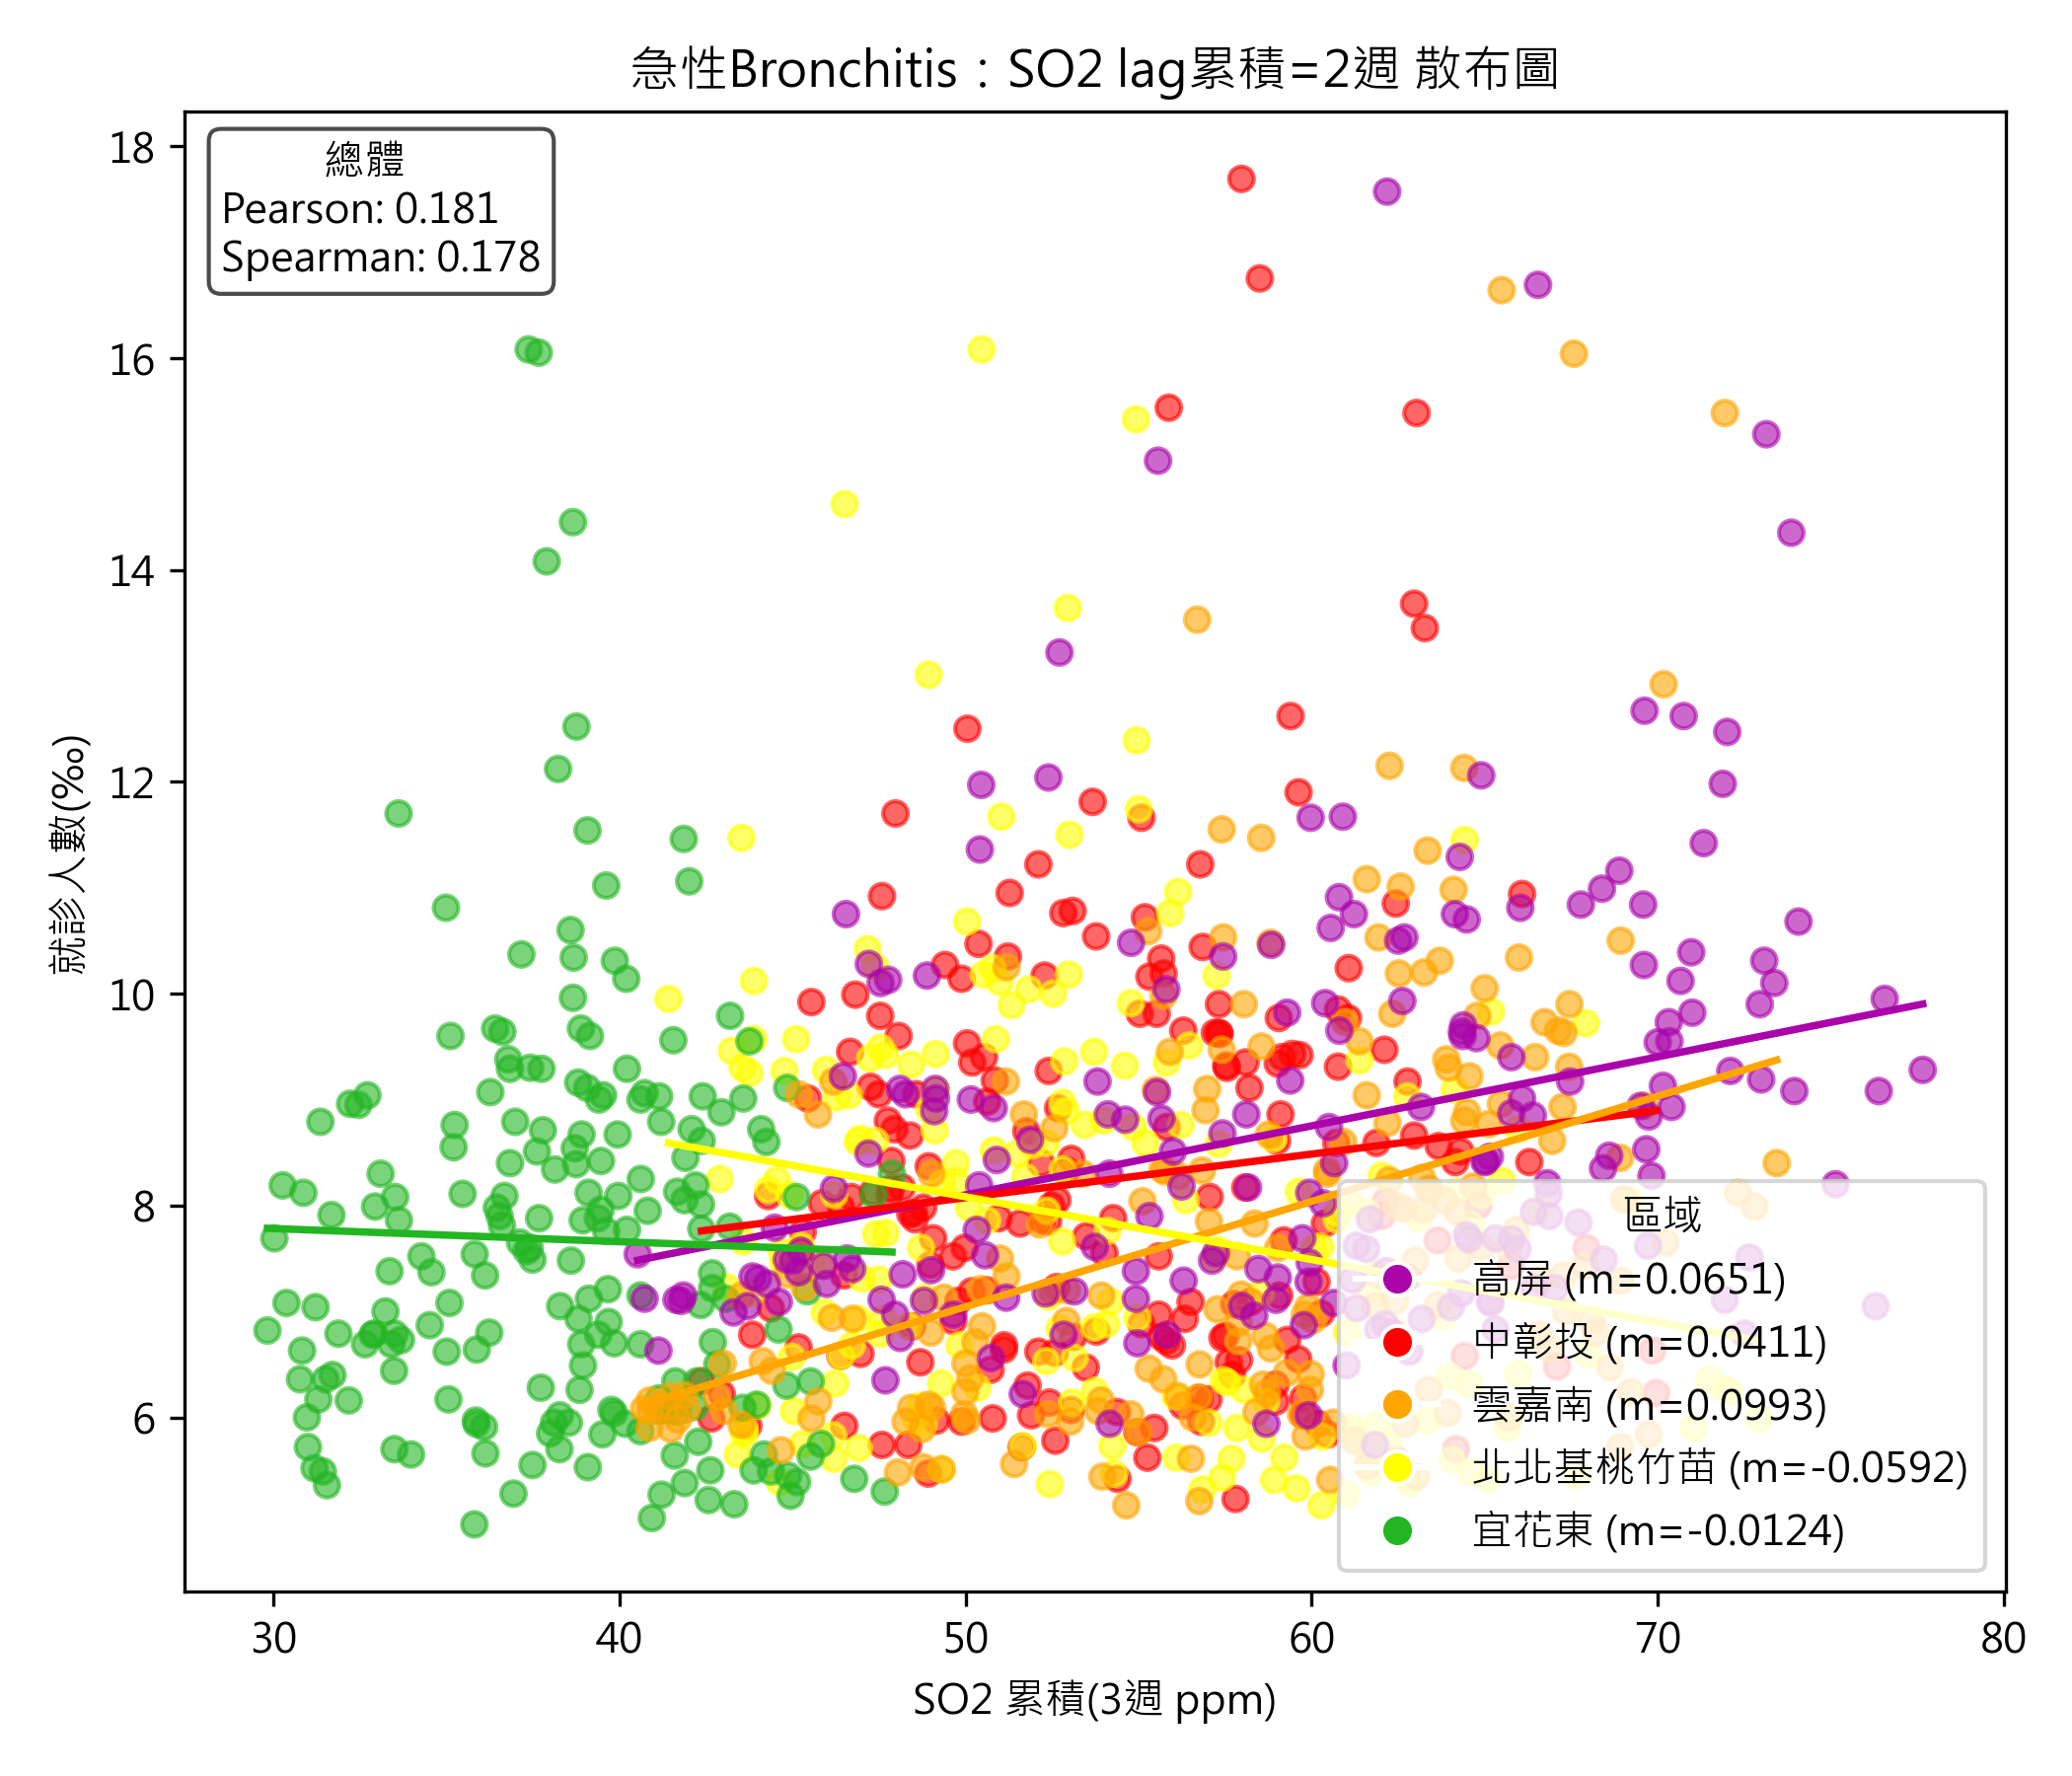 急性Bronchitis：SO2 lag累積=2週 散布圖
總體
Pearson: 0.181
Spearman: 0.178
就診人數(‰)
18
16
14
12
10
8
6
區域
高屏 (m=0.0651)
中彰投 (m=0.0411)
雲嘉南 (m=0.0993)
北北基桃竹苗 (m=-0.0592)
宜花東 (m=-0.0124)
30 40 50 60 70 80
SO2 累積(3週 ppm)